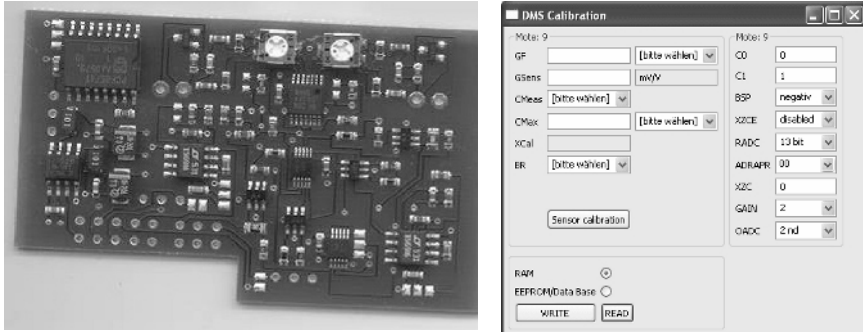 DMS Calibration
Mote: 9
GF [bitte wählen]
GSens mV/V
CMeas [bitte wählen]
CMax [bitte wählen]
XCal
BR [bitte wählen]
Sensor calibration
Mote: 9
C0 0
C1 1
BSP negativ
XZCE disabled
RADC 13 bit
ADRAPR 00
XZC 0
GAIN 2
OADC 2 nd
RAM
EEPROM/Data Base
WRITE READ